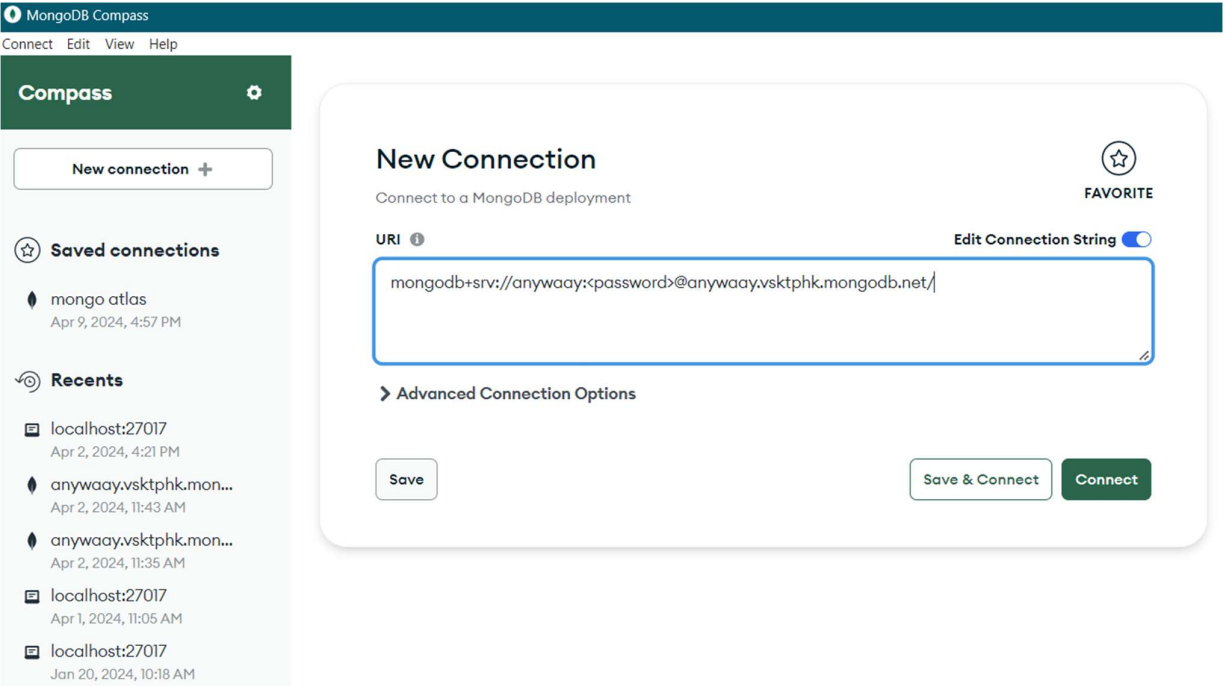 MongoDB Compass
Connect Edit View Help
Compass
New connection
Saved connections
mongo atlas
Apr 9, 2024, 4:57 PM
Recents
localhost:27017
Apr 2, 2024, 4:21 PM
anywaay.vsktphk.mon...
Apr 2, 2024, 11:43 AM
anywaay.vsktphk.mon...
Apr 2, 2024, 11:35 AM
localhost:27017
Apr 1, 2024, 11:05 AM
localhost:27017
Jan 20, 2024, 10:18 AM
New Connection
Connect to a MongoDB deployment
FAVORITE
URI
Edit Connection String
mongodb+srv://anywaay:<password>@anywaay.vsktphk.mongodb.net/
Advanced Connection Options
Save
Save & Connect
Connect